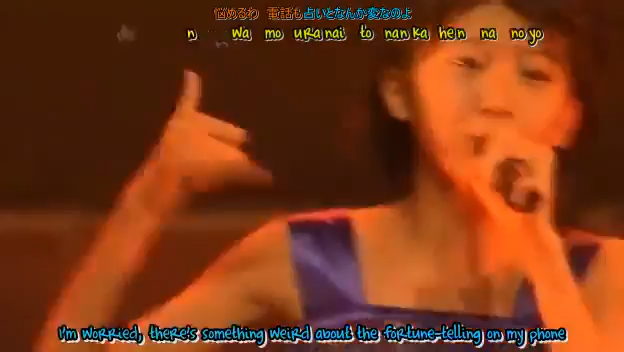 悩めるわ 電話も占いとなんか変なのよ
n wa mo uranai to nanka hen na no yo
I'm worried, there's something weird about the fortune-telling on my phone